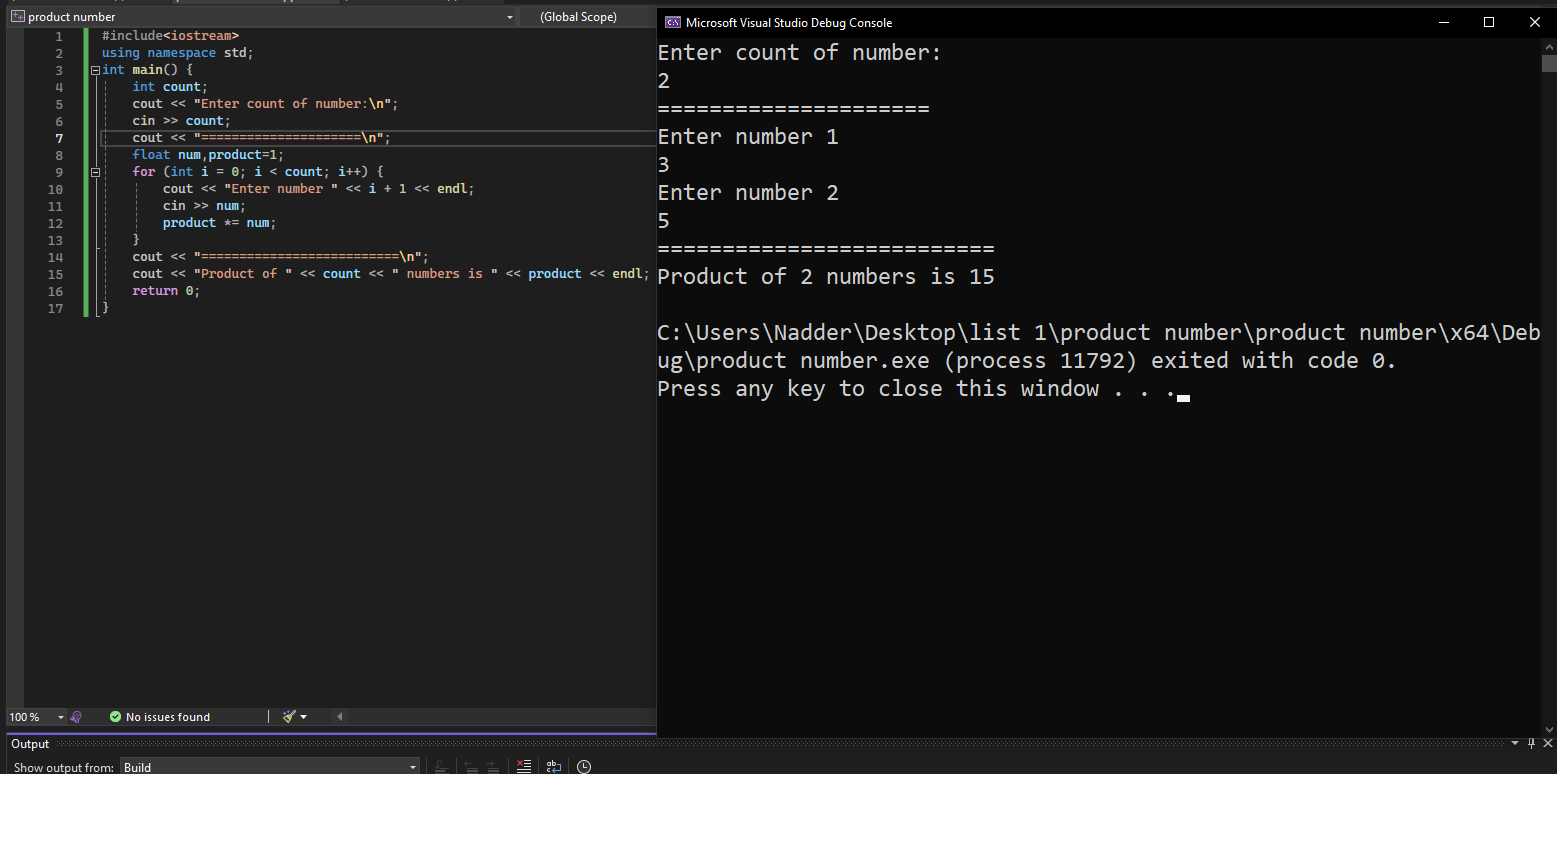 product number
(Global Scope)
1 #include<iostream>
2 using namespace std;
3 int main() {
4 int count;
5 cout << "Enter count of number:\n";
6 cin >> count;
7 cout << "=====================\n";
8 float num,product=1;
9 for (int i = 0; i < count; i++) {
10 cout << "Enter number " << i + 1 << endl;
11 cin >> num;
12 product *= num;
13 }
14 cout << "==========================\n";
15 cout << "Product of " << count << " numbers is " << product << endl;
16 return 0;
17 }
100 %
No issues found
Output
Show output from: Build
Microsoft Visual Studio Debug Console
Enter count of number:
2
=====================
Enter number 1
3
Enter number 2
5
==========================
Product of 2 numbers is 15
C:\Users\Nadder\Desktop\list 1\product number\product number\x64\Deb
ug\product number.exe (process 11792) exited with code 0.
Press any key to close this window . . .